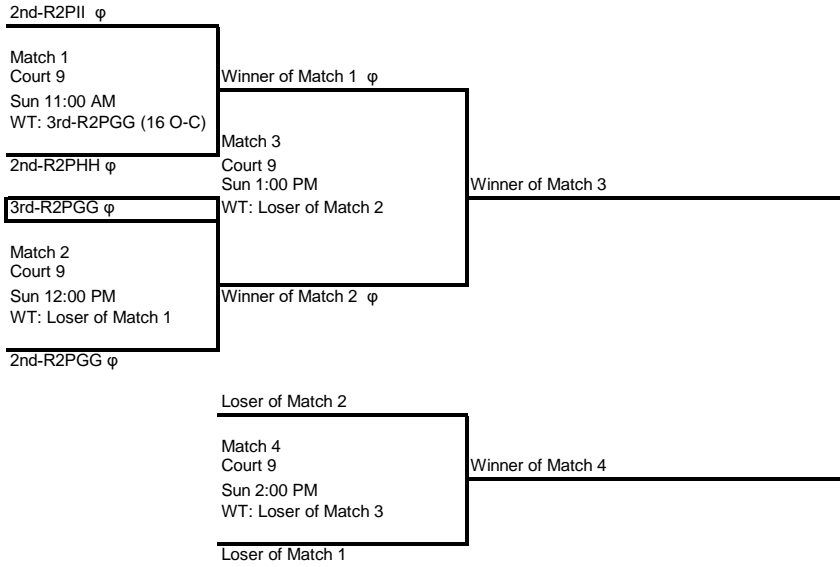 2nd-R2PII φ
Match 1
Court 9
Sun 11:00 AM
WT: 3rd-R2PGG (16 O-C)
2nd-R2PHH φ
Winner of Match 1 φ
Match 3
Court 9
Sun 1:00 PM
WT: Loser of Match 2
Winner of Match 3
3rd-R2PGG φ
Match 2
Court 9
Sun 12:00 PM
WT: Loser of Match 1
2nd-R2PGG φ
Winner of Match 2 φ
Loser of Match 2
Match 4
Court 9
Sun 2:00 PM
WT: Loser of Match 3
Loser of Match 1
Winner of Match 4